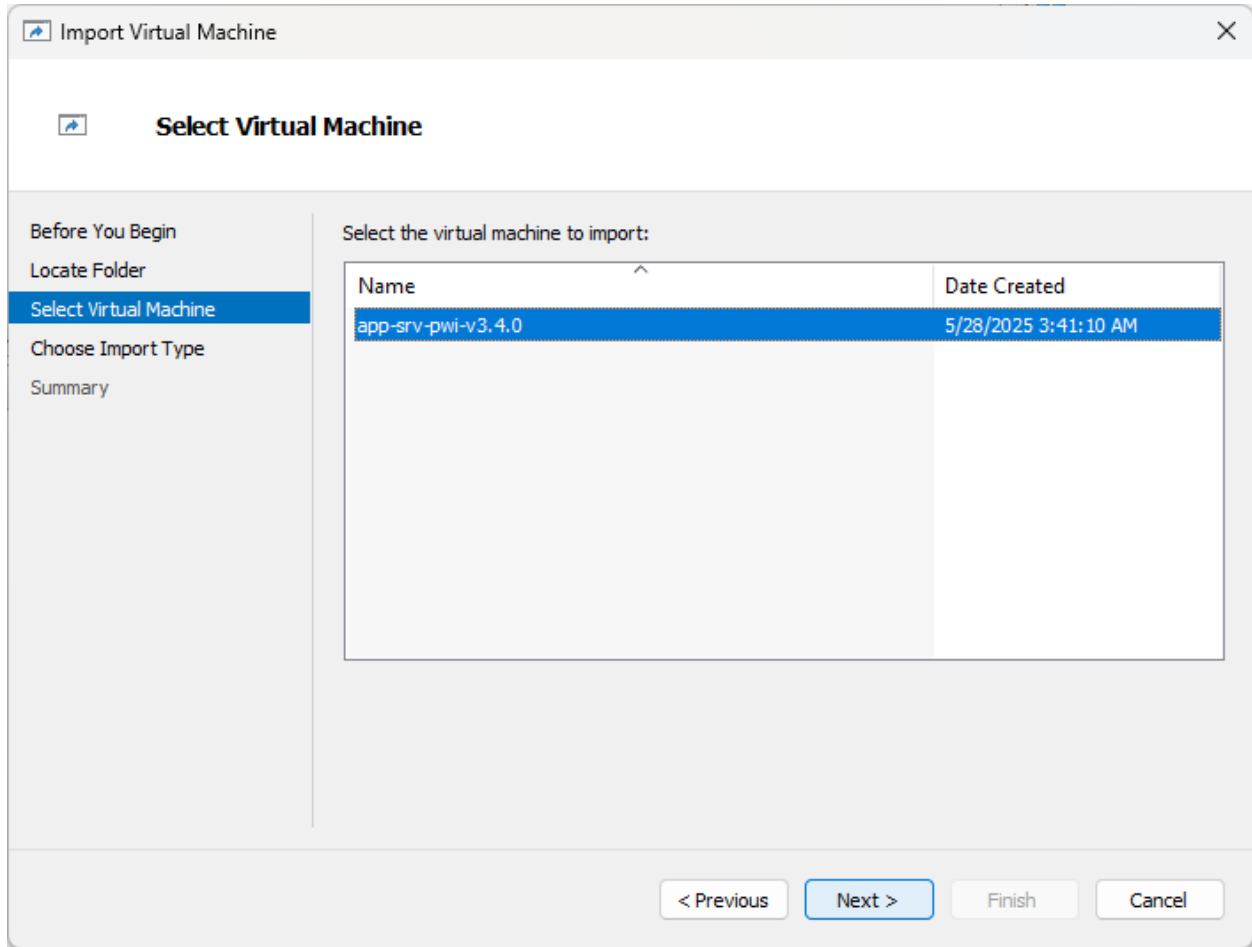 Import Virtual Machine
Select Virtual Machine
Before You Begin
Locate Folder
Select Virtual Machine
Choose Import Type
Summary
Select the virtual machine to import:
Name Date Created
app-srv-pwi-v3.4.0 5/28/2025 3:41:10 AM
< Previous Next > Finish Cancel